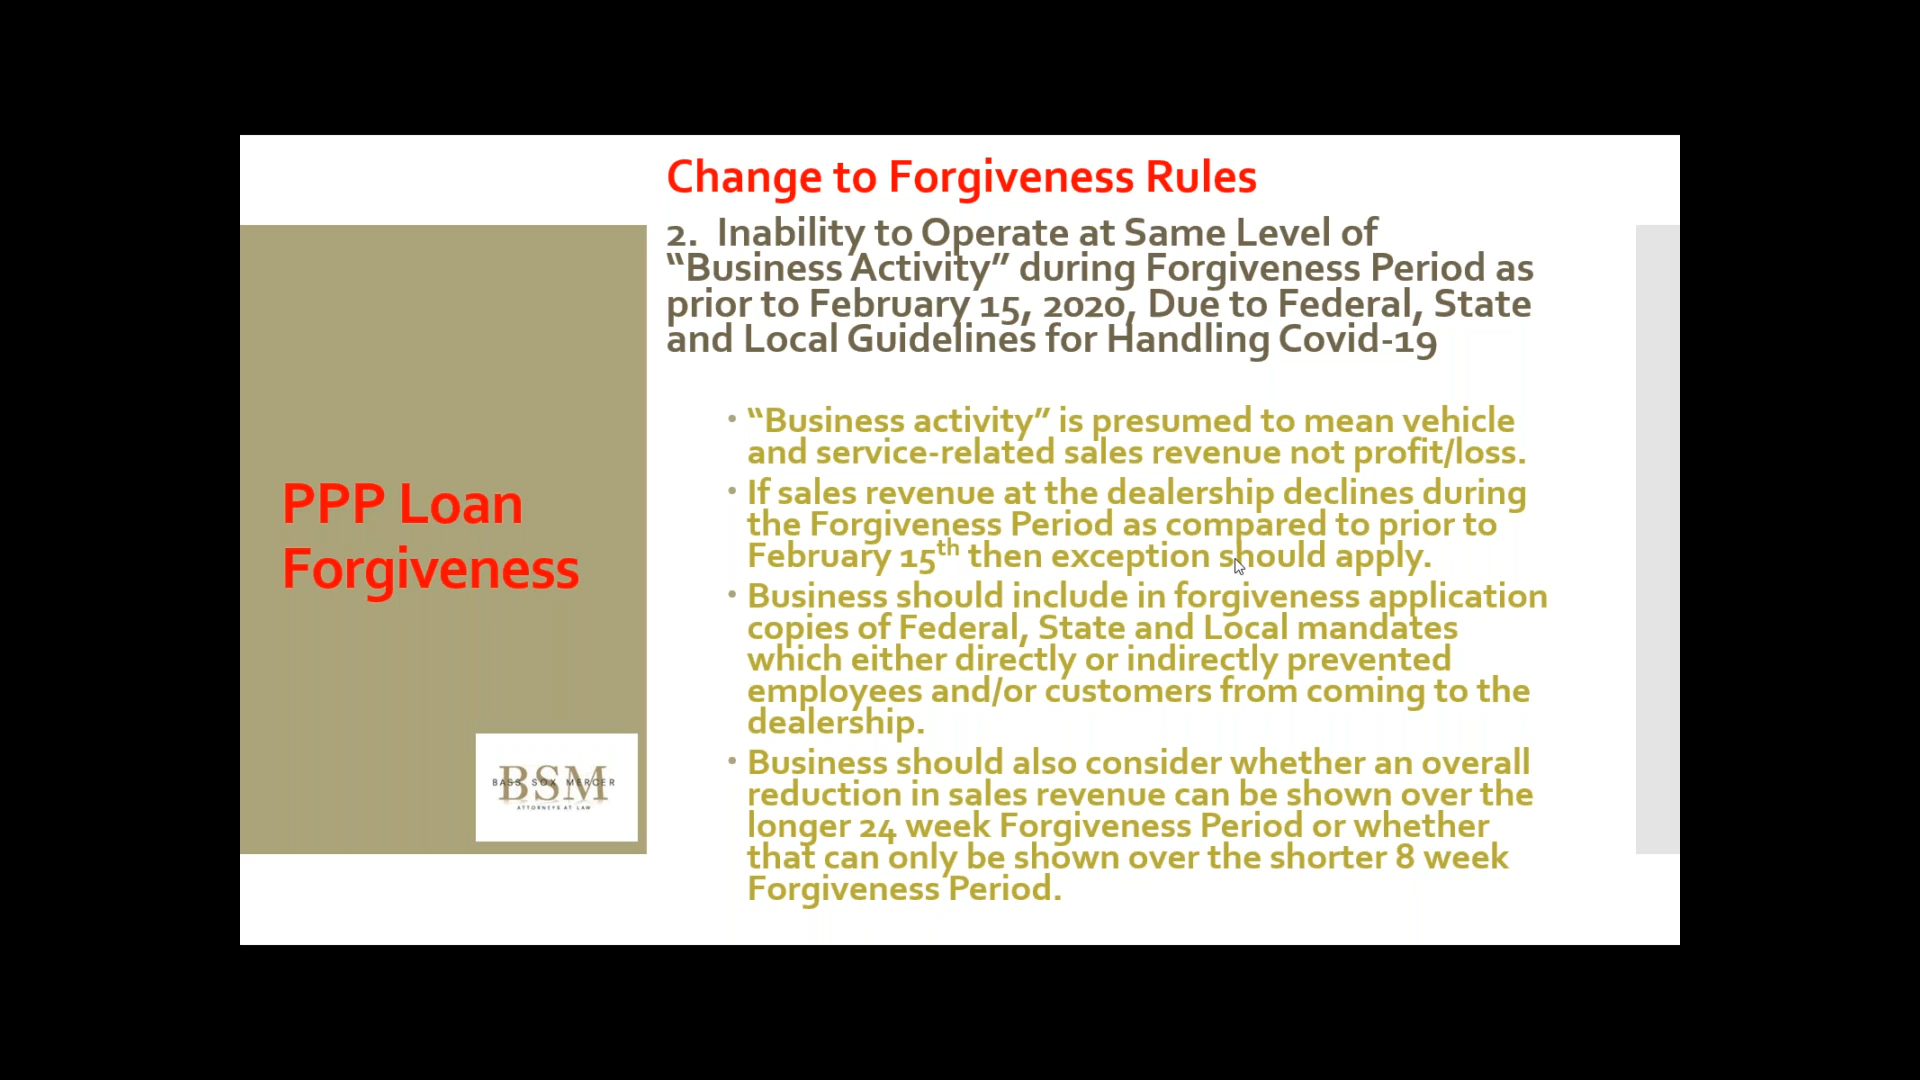 Change to Forgiveness Rules
2. Inability to Operate at Same Level of
“Business Activity” during Forgiveness Period as
prior to February 15, 2020, Due to Federal, State
and Local Guidelines for Handling Covid-19
• “Business activity” is presumed to mean vehicle
and service-related sales revenue not profit/loss.
• If sales revenue at the dealership declines during
the Forgiveness Period as compared to prior to
February 15th then exception should apply.
• Business should include in forgiveness application
copies of Federal, State and Local mandates
which either directly or indirectly prevented
employees and/or customers from coming to the
dealership.
• Business should also consider whether an overall
reduction in sales revenue can be shown over the
longer 24 week Forgiveness Period or whether
that can only be shown over the shorter 8 week
Forgiveness Period.
PPP Loan
Forgiveness
BSM
BASS SOX MERCER
ATTORNEYS AT LAW